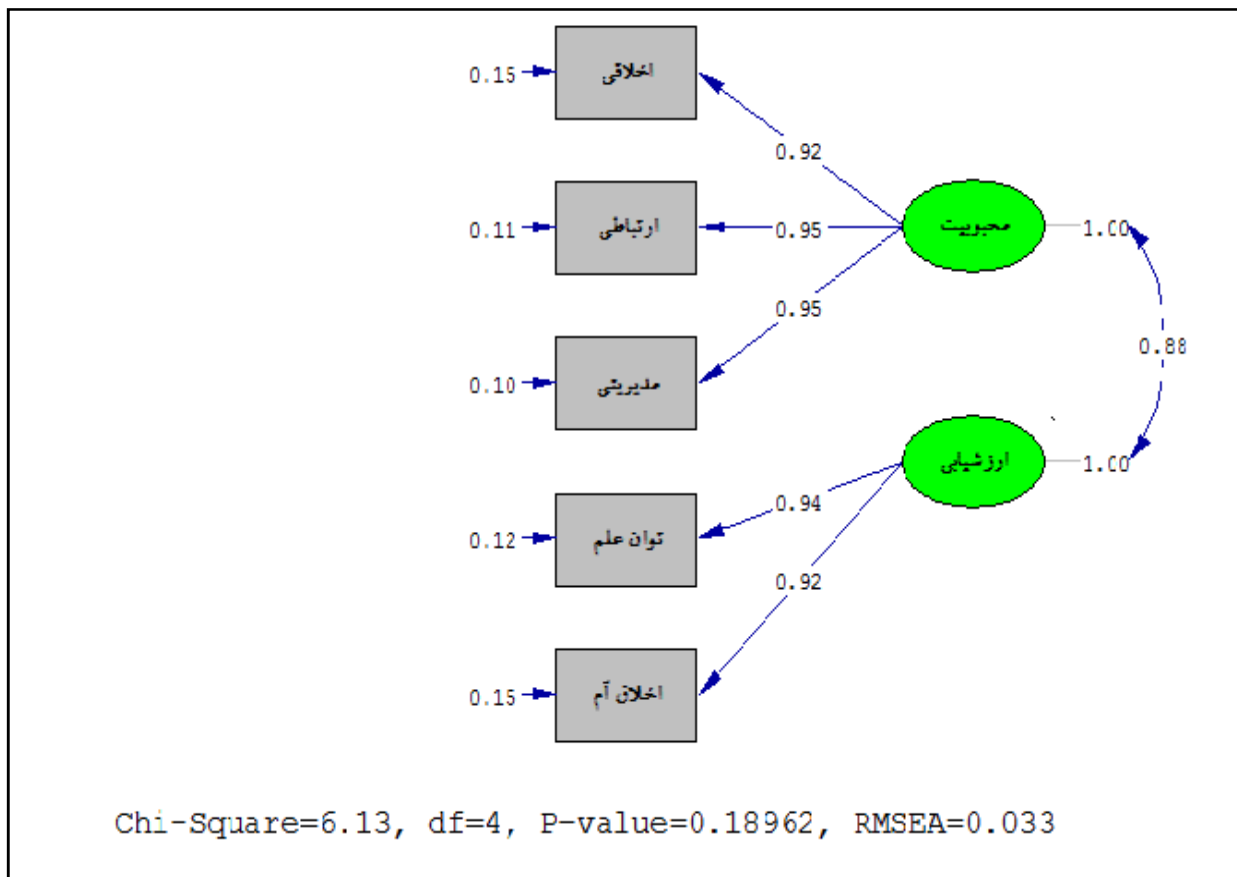 0.15
اخلاقی
0.92
0.11
ارتباطی
0.95
محبوبیت
1.00
0.95
0.88
0.10
مدیریتی
ارزشیابی
1.00
0.94
0.12
توان علم
0.92
0.15
اخلاق آم
Chi-Square=6.13, df=4, P-value=0.18962, RMSEA=0.033